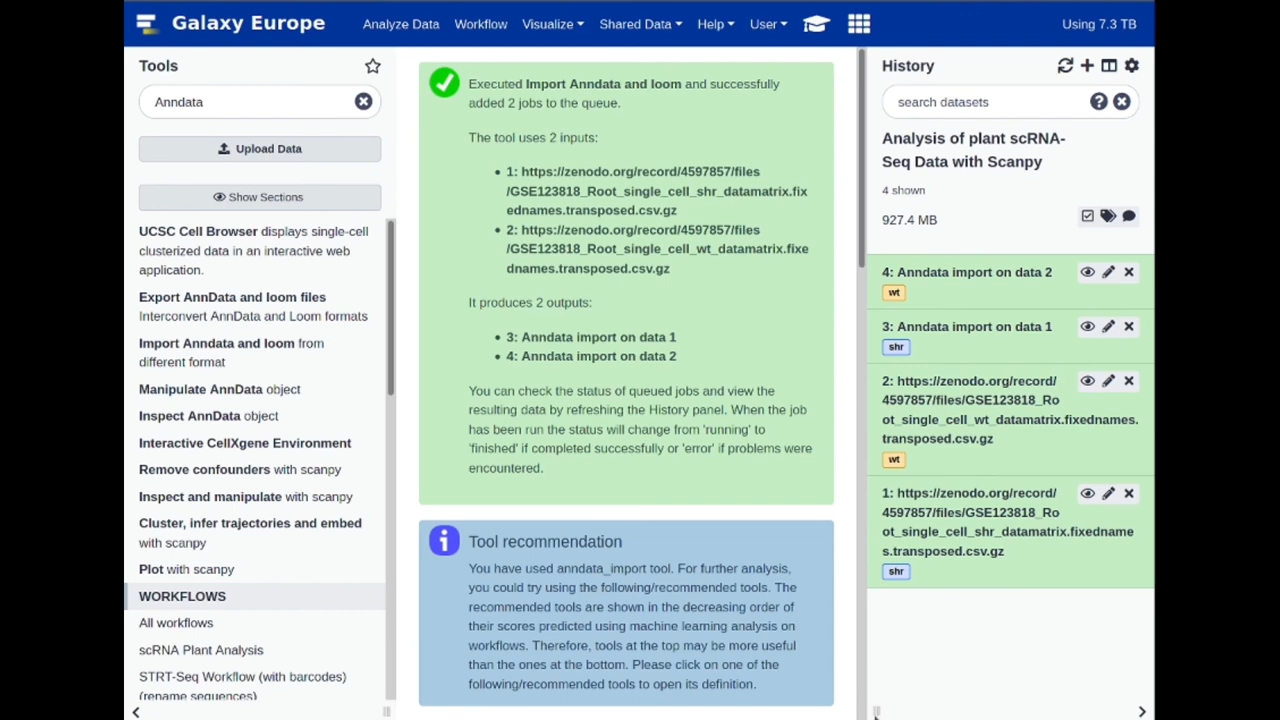 Galaxy Europe
Analyze Data Workflow Visualize Shared Data Help User
Using 7.3 TB
Tools
Anndata
Upload Data
Show Sections
UCSC Cell Browser displays single-cell
clusterized data in an interactive web
application.
Export AnnData and loom files
Interconvert AnnData and Loom formats
Import Anndata and loom from
different format
Manipulate AnnData object
Inspect AnnData object
Interactive CellXgene Environment
Remove confounders with scanpy
Inspect and manipulate with scanpy
Cluster, infer trajectories and embed
with scanpy
Plot with scanpy
WORKFLOWS
All workflows
scRNA Plant Analysis
STRT-Seq Workflow (with barcodes)
(rename sequences)
Executed Import Anndata and loom and successfully
added 2 jobs to the queue.
The tool uses 2 inputs:
• 1: https://zenodo.org/record/4597857/files
/GSE123818_Root_single_cell_shr_datamatrix.fix
ednames.transposed.csv.gz
• 2: https://zenodo.org/record/4597857/files
/GSE123818_Root_single_cell_wt_datamatrix.fixe
dnames.transposed.csv.gz
It produces 2 outputs:
• 3: Anndata import on data 1
• 4: Anndata import on data 2
You can check the status of queued jobs and view the
resulting data by refreshing the History panel. When the job
has been run the status will change from 'running' to
'finished' if completed successfully or 'error' if problems were
encountered.
Tool recommendation
You have used anndata_import tool. For further analysis,
you could try using the following/recommended tools. The
recommended tools are shown in the decreasing order of
their scores predicted using machine learning analysis on
workflows. Therefore, tools at the top may be more useful
than the ones at the bottom. Please click on one of the
following/recommended tools to open its definition.
History
search datasets
Analysis of plant scRNA-
Seq Data with Scanpy
4 shown
927.4 MB
4: Anndata import on data 2
wt
3: Anndata import on data 1
shr
2: https://zenodo.org/record/
4597857/files/GSE123818_Ro
ot_single_cell_wt_datamatrix.fixednames.
transposed.csv.gz
wt
1: https://zenodo.org/record/
4597857/files/GSE123818_Ro
ot_single_cell_shr_datamatrix.fixedname
s.transposed.csv.gz
shr